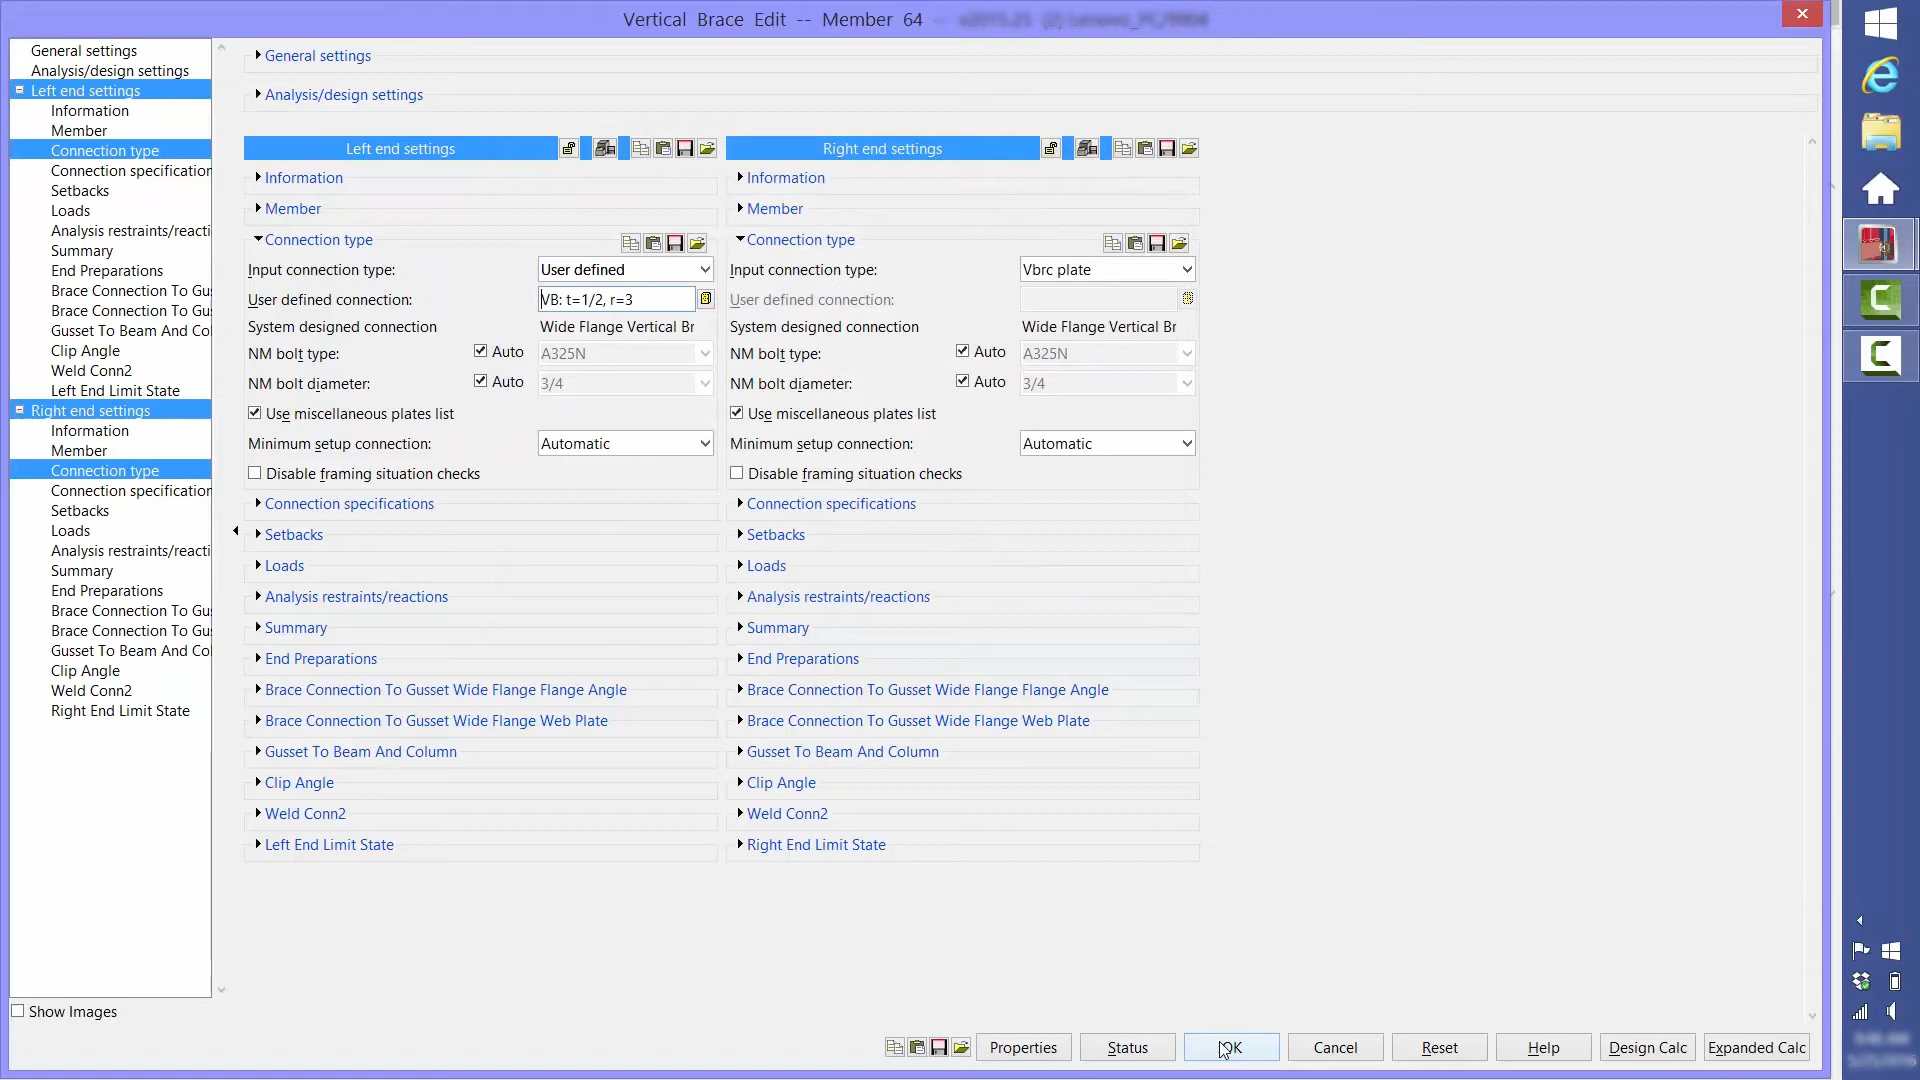 Vertical Brace Edit -- Member 64 --
General settings
Analysis/design settings
Left end settings
Information
Member
Connection type
Connection specification
Setbacks
Loads
Analysis restraints/reacti
Summary
End Preparations
Brace Connection To Gu
Brace Connection To Gu
Gusset To Beam And Co
Clip Angle
Weld Conn2
Left End Limit State
Right end settings
Information
Member
Connection type
Connection specification
Setbacks
Loads
Analysis restraints/reacti
Summary
End Preparations
Brace Connection To Gu
Brace Connection To Gu
Gusset To Beam And Co
Clip Angle
Weld Conn2
Right End Limit State
Show Images
General settings
Analysis/design settings
Left end settings
Information
Member
Connection type
Input connection type: User defined
User defined connection: VB: t=1/2, r=3
System designed connection Wide Flange Vertical Br
NM bolt type: Auto A325N
NM bolt diameter: Auto 3/4
Use miscellaneous plates list
Minimum setup connection: Automatic
Disable framing situation checks
Connection specifications
Setbacks
Loads
Analysis restraints/reactions
Summary
End Preparations
Brace Connection To Gusset Wide Flange Flange Angle
Brace Connection To Gusset Wide Flange Web Plate
Gusset To Beam And Column
Clip Angle
Weld Conn2
Left End Limit State
Right end settings
Information
Member
Connection type
Input connection type: Vbrc plate
User defined connection:
System designed connection Wide Flange Vertical Br
NM bolt type: Auto A325N
NM bolt diameter: Auto 3/4
Use miscellaneous plates list
Minimum setup connection: Automatic
Disable framing situation checks
Connection specifications
Setbacks
Loads
Analysis restraints/reactions
Summary
End Preparations
Brace Connection To Gusset Wide Flange Flange Angle
Brace Connection To Gusset Wide Flange Web Plate
Gusset To Beam And Column
Clip Angle
Weld Conn2
Right End Limit State
Properties Status OK Cancel Reset Help Design Calc Expanded Calc